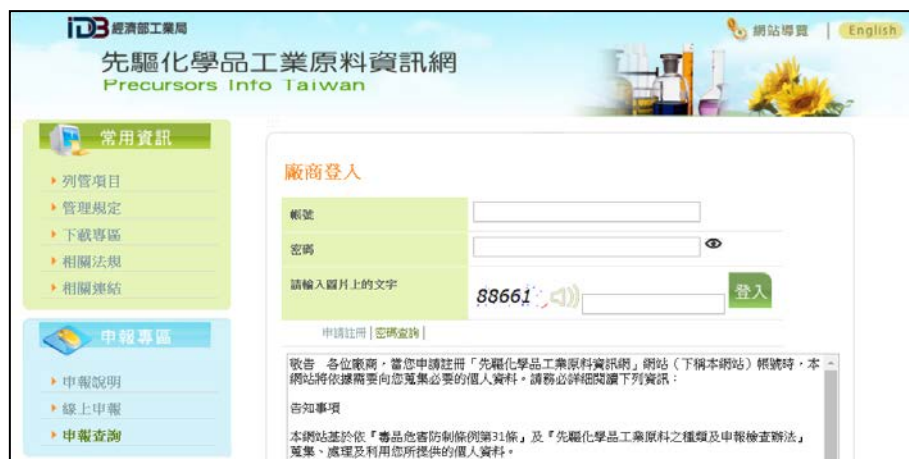 IDB 經濟部工業局
網站導覽 | English
先驅化學品工業原料資訊網
Precursors Info Taiwan
常用資訊
列管項目
管理規定
下載專區
相關法規
相關連結
申報專區
申報說明
線上申報
申報查詢
廠商登入
帳號
密碼
請輸入圖片上的文字
88661
登入
申請註冊|密碼查詢|
敬告 各位廠商，當您申請註冊「先驅化學品工業原料資訊網」網站（下稱本網站）帳號時，本
網站將依據需要向您蒐集必要的個人資料。請務必詳細閱讀下列資訊：
告知事項
本網站基於依『毒品危害防制條例第31條』及『先驅化學品工業原料之種類及申報檢查辦法』
蒐集、處理及利用您所提供的個人資料。